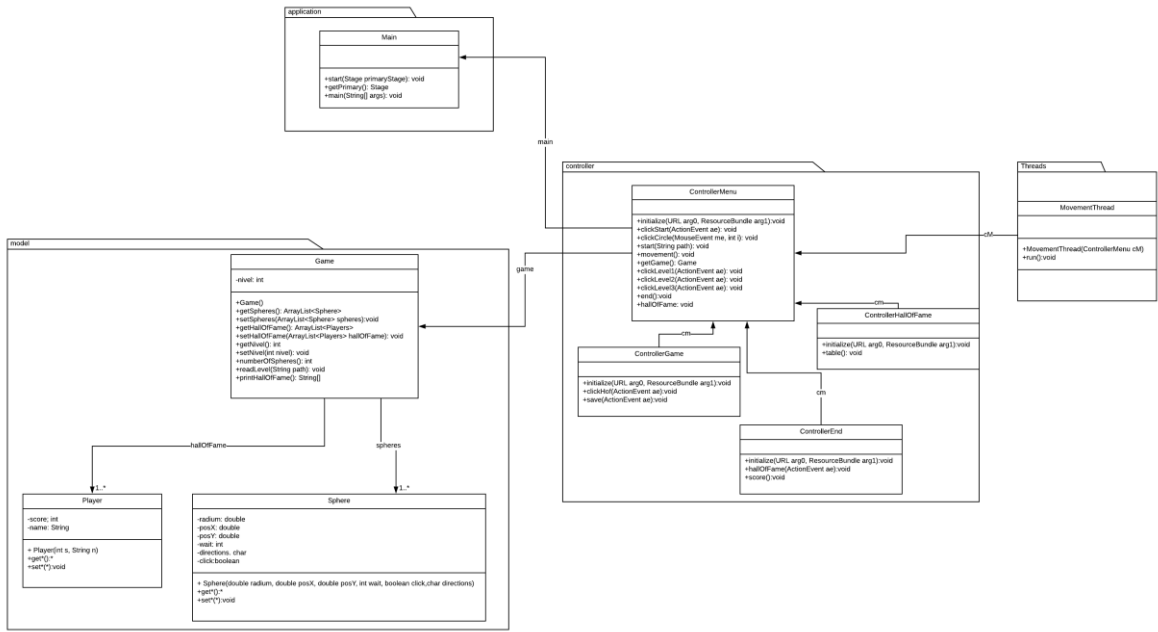 application
Main
+start(Stage primaryStage): void
+getPrimary(): Stage
+main(String[] args): void
main
controller
ControllerMenu
+initialize(URL arg0, ResourceBundle arg1):void
+clickStart(ActionEvent ae): void
+clickCircle(MouseEvent me, int i): void
+start(String path): void
+movement(): void
+getGame(): Game
+clickLevel1(ActionEvent ae): void
+clickLevel2(ActionEvent ae): void
+clickLevel3(ActionEvent ae): void
+end():void
+hallOfFame: void
cm
ControllerHallOfFame
+initialize(URL arg0, ResourceBundle arg1):void
+table(): void
cm
ControllerGame
+initialize(URL arg0, ResourceBundle arg1):void
+clickHof(ActionEvent ae):void
+save(ActionEvent ae):void
cm
ControllerEnd
+initialize(URL arg0, ResourceBundle arg1):void
+hallOfFame(ActionEvent ae):void
+score():void
Threads
MovementThread
+MovementThread(ControllerMenu cM)
+run():void
cM
game
model
Game
-nivel: int
+Game()
+getSpheres(): ArrayList<Sphere>
+setSpheres(ArrayList<Sphere> spheres):void
+getHallOfFame(): ArrayList<Players>
+setHallOfFame(ArrayList<Players> hallOfFame): void
+getNivel(): int
+setNivel(int nivel): void
+numberOfSpheres(): int
+readLevel(String path): void
+printHallOfFame(): String[]
hallOfFame
spheres
1..*
1..*
Player
-score; int
-name: String
+ Player(int s, String n)
+get*():*
+set*(*):void
Sphere
-radium: double
-posX: double
-posY: double
-wait: int
-directions. char
-click:boolean
+ Sphere(double radium, double posX, double posY, int wait, boolean click,char directions)
+get*():*
+set*(*):void